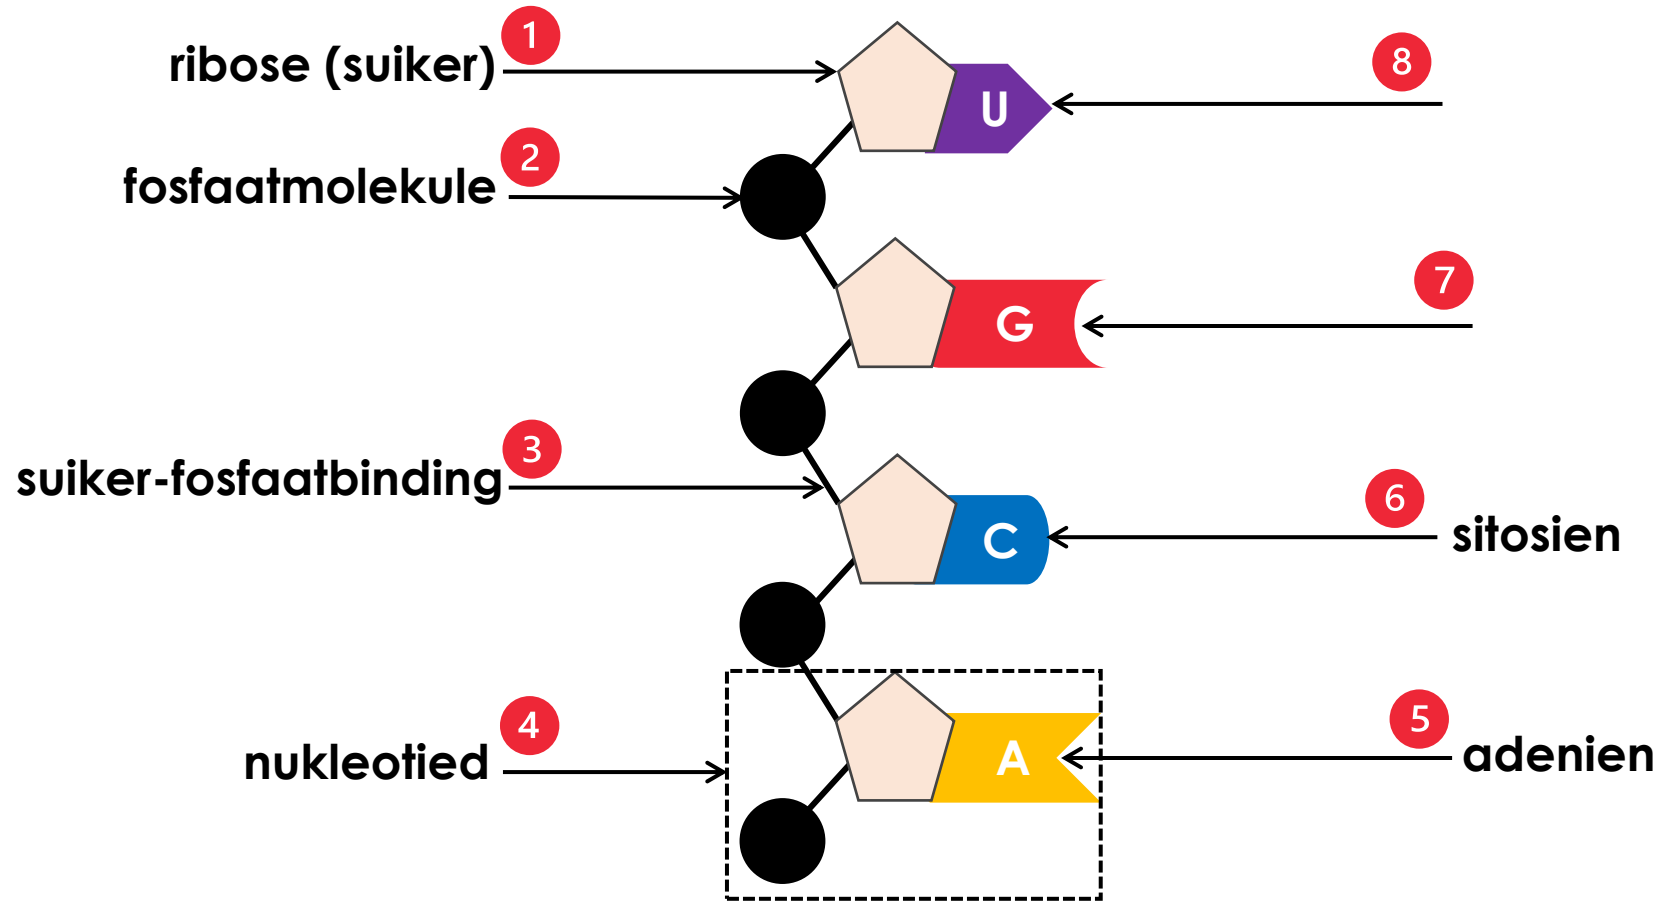 1
ribose (suiker)
8
U
2
fosfaatmolekule
7
G
3
suiker-fosfaatbinding
6
C
sitosien
4
nukleotied
5
A
adenien